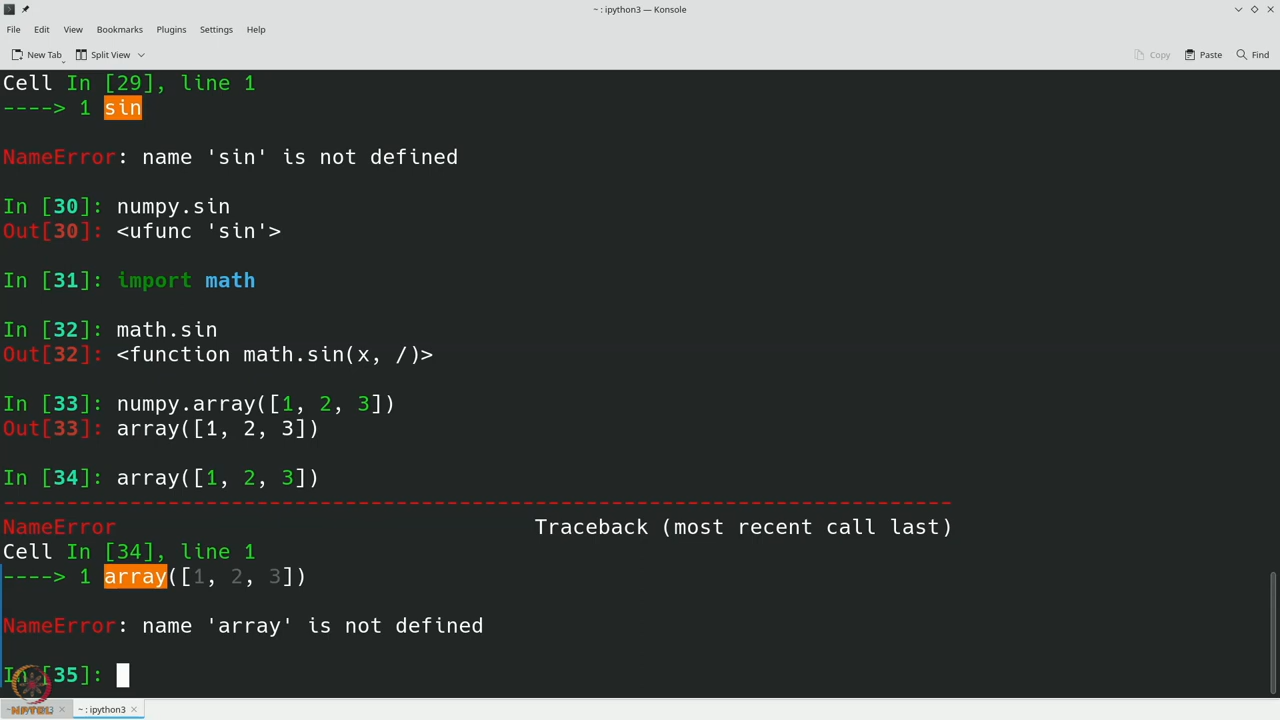 ~ : ipython3 — Konsole
File Edit View Bookmarks Plugins Settings Help
New Tab Split View Copy Paste Find
Cell In [29], line 1
----> 1 sin
NameError: name 'sin' is not defined
In [30]: numpy.sin
Out[30]: <ufunc 'sin'>
In [31]: import math
In [32]: math.sin
Out[32]: <function math.sin(x, /)>
In [33]: numpy.array([1, 2, 3])
Out[33]: array([1, 2, 3])
In [34]: array([1, 2, 3])
---------------------------------------------------------------------------
NameError Traceback (most recent call last)
Cell In [34], line 1
----> 1 array([1, 2, 3])
NameError: name 'array' is not defined
In [35]:
NPTEL
~ : ipython3